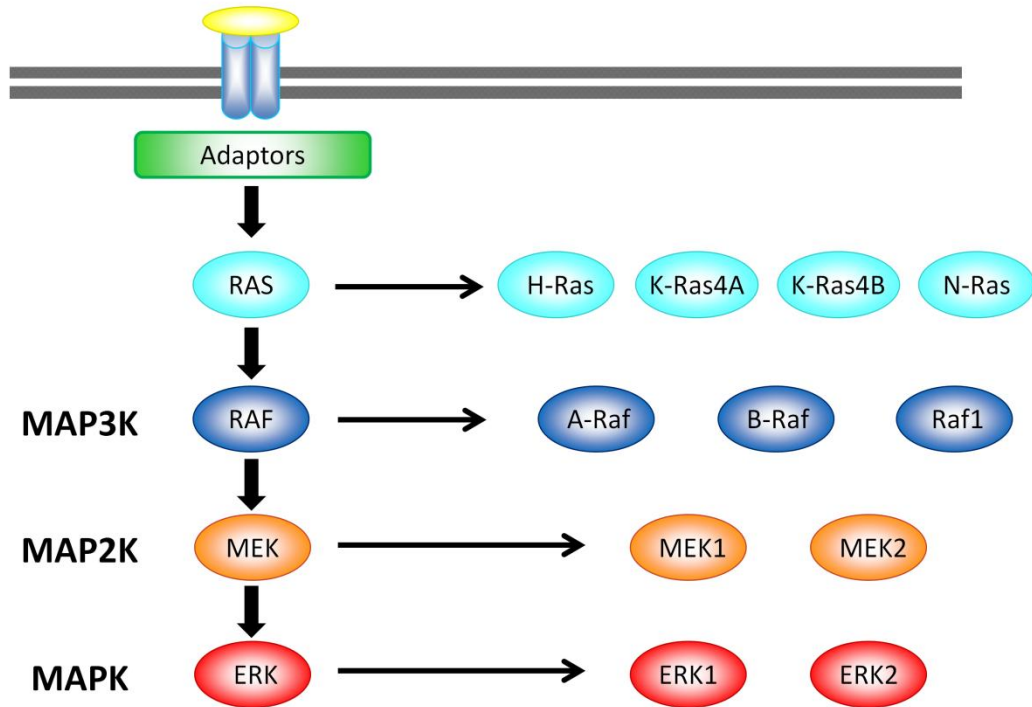 Adaptors
RAS H-Ras K-Ras4A K-Ras4B N-Ras
MAP3K RAF A-Raf B-Raf Raf1
MAP2K MEK MEK1 MEK2
MAPK ERK ERK1 ERK2